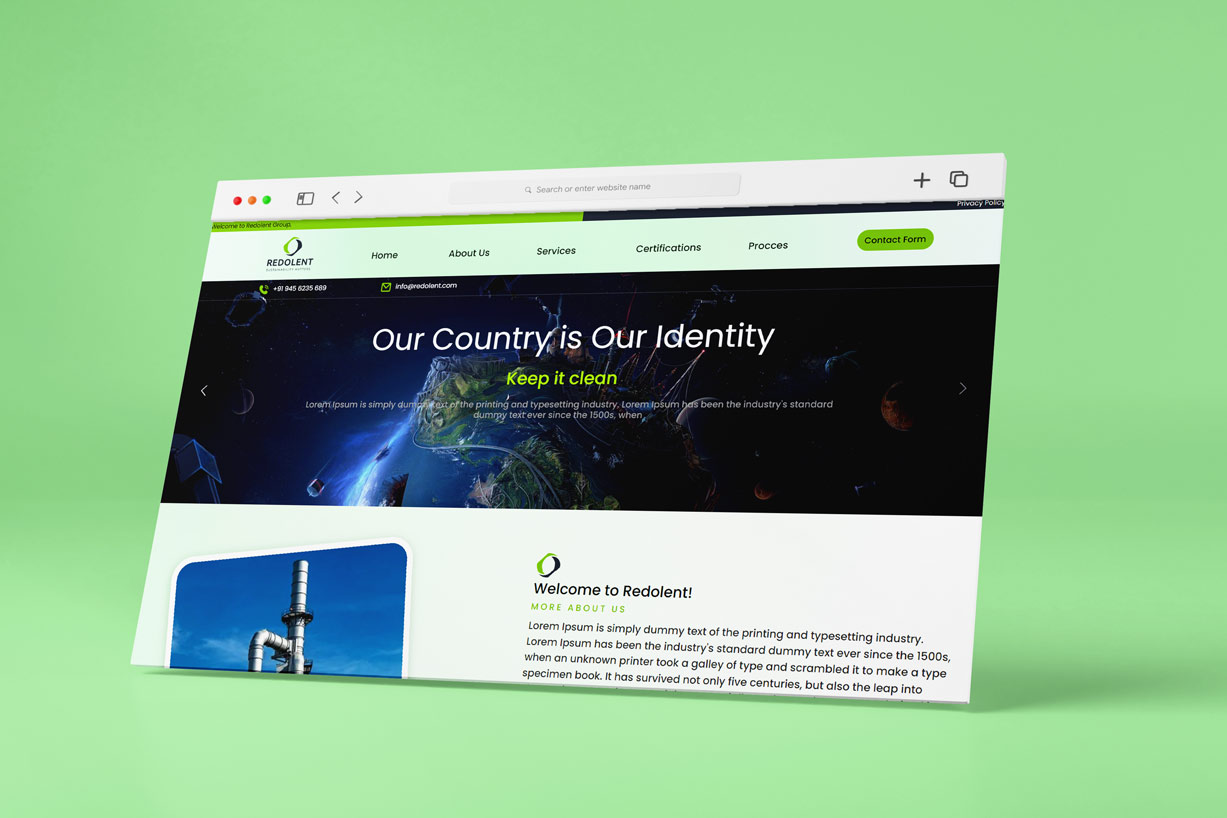 Search or enter website name
Welcome to Redolent Group.
Privacy Policy
REDOLENT
SUSTAINABILITY MATTERS
Home
About Us
Services
Certifications
Procces
Contact Form
+91 945 6235 689
info@redolent.com
Our Country is Our Identity
Keep it clean
Lorem Ipsum is simply dummy text of the printing and typesetting industry. Lorem Ipsum has been the industry's standard
dummy text ever since the 1500s, when
Welcome to Redolent!
MORE ABOUT US
Lorem Ipsum is simply dummy text of the printing and typesetting industry.
Lorem Ipsum has been the industry's standard dummy text ever since the 1500s,
when an unknown printer took a galley of type and scrambled it to make a type
specimen book. It has survived not only five centuries, but also the leap into